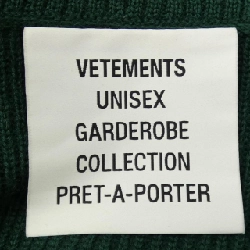 VETEMENTS
UNISEX
GARDEROBE
COLLECTION
PRET-A-PORTER